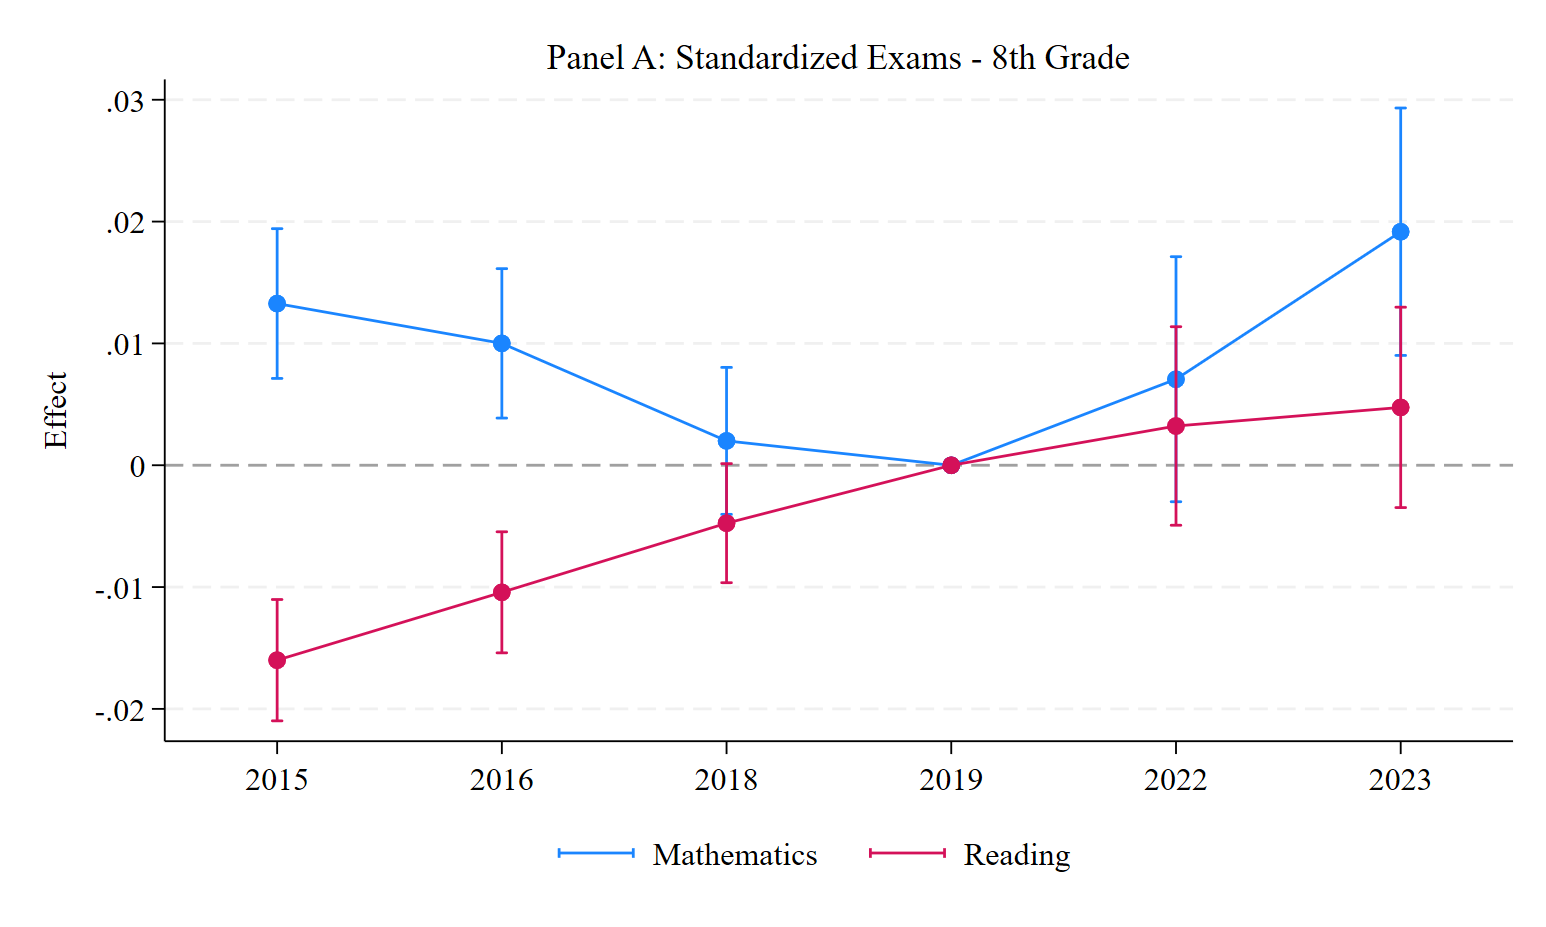 Panel A: Standardized Exams - 8th Grade
Effect
.03
.02
.01
0
-.01
-.02
2015 2016 2018 2019 2022 2023
Mathematics Reading